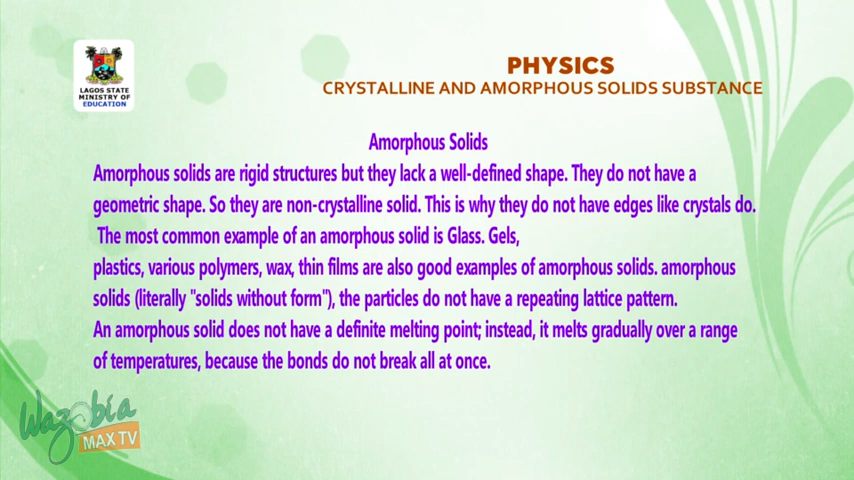 PHYSICS
CRYSTALLINE AND AMORPHOUS SOLIDS SUBSTANCE
LAGOS STATE
MINISTRY OF
EDUCATION
Amorphous Solids
Amorphous solids are rigid structures but they lack a well-defined shape. They do not have a
geometric shape. So they are non-crystalline solid. This is why they do not have edges like crystals do.
The most common example of an amorphous solid is Glass. Gels,
plastics, various polymers, wax, thin films are also good examples of amorphous solids. amorphous
solids (literally "solids without form"), the particles do not have a repeating lattice pattern.
An amorphous solid does not have a definite melting point; instead, it melts gradually over a range
of temperatures, because the bonds do not break all at once.
Wazobia
MAX TV